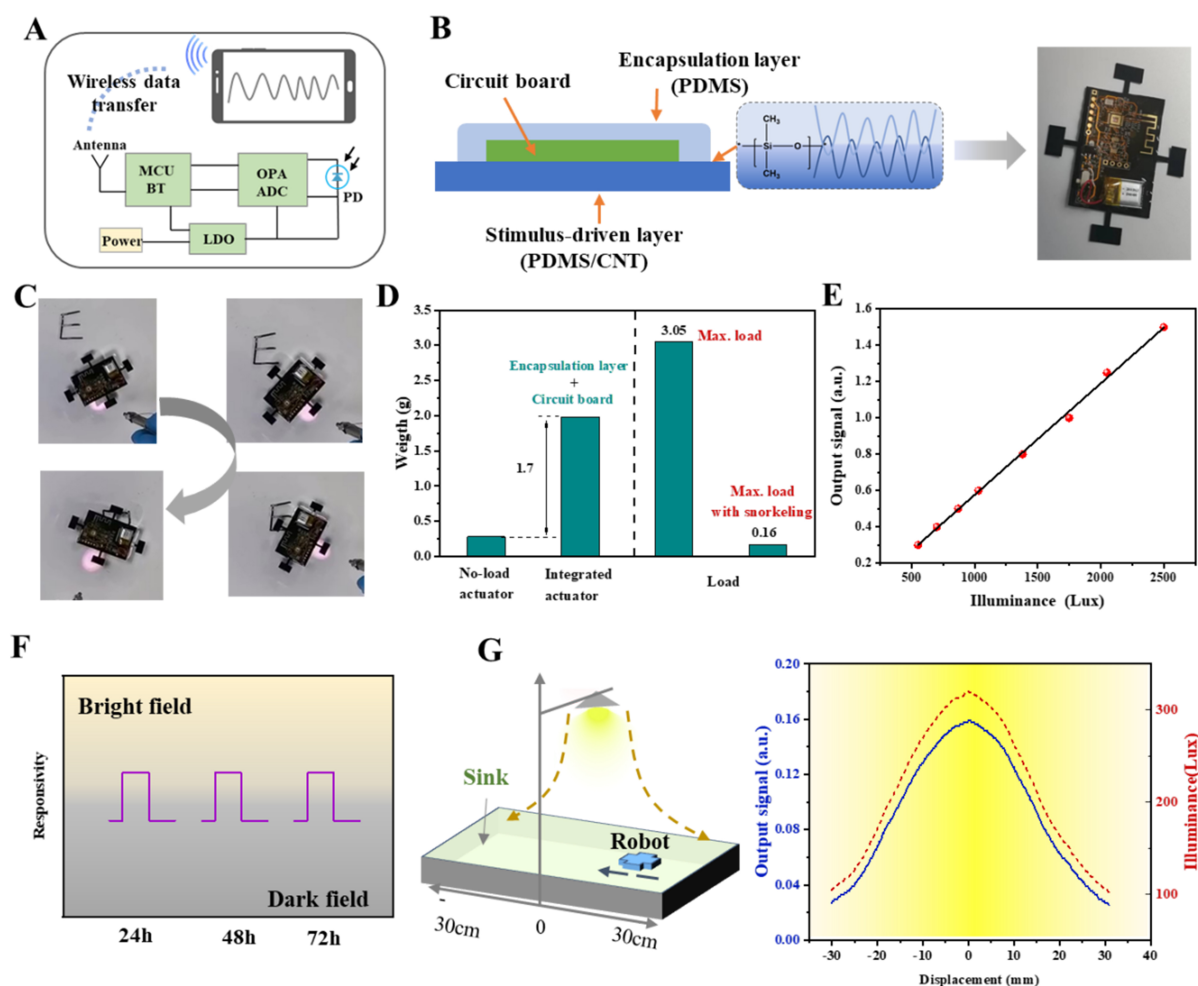 A
Wireless data
transfer
Antenna
MCU
BT
OPA
ADC
PD
Power
LDO
B
Circuit board
Encapsulation layer
(PDMS)
CH3
Si
O
CH3
Stimulus-driven layer
(PDMS/CNT)
C
E
E
D
Weigth (g)
3.5
3.0
2.5
2.0
1.5
1.0
0.5
0.0
Encapsulation layer
+
Circuit board
1.7
3.05
Max. load
Max. load
with snorkeling
0.16
No-load
actuator
Integrated
actuator
Load
E
Output signal (a.u.)
1.6
1.4
1.2
1.0
0.8
0.6
0.4
0.2
500
1000
1500
2000
2500
Illuminance (Lux)
F
Responsivity
Bright field
Dark field
24h
48h
72h
G
Sink
Robot
-
30cm
0
30cm
Output signal (a.u.)
0.20
0.16
0.12
0.08
0.04
0.00
-30
-20
-10
0
10
20
30
40
Displacement (mm)
300
200
100
Illuminance(Lux)